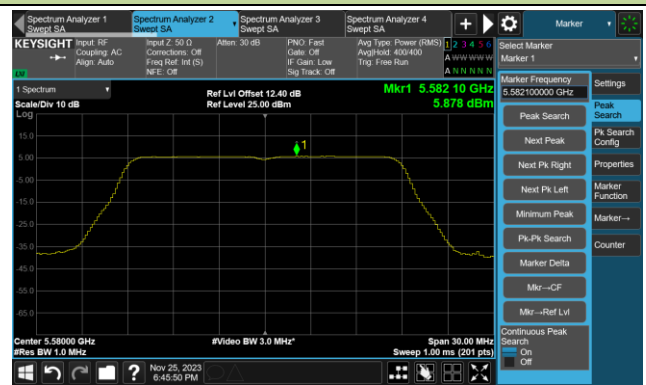 Spectrum Analyzer 1
Swept SA
Spectrum Analyzer 2
Swept SA
Spectrum Analyzer 3
Swept SA
Spectrum Analyzer 4
Swept SA
+
Marker
KEYSIGHT
Input: RF
Coupling: AC
Align: Auto
Input Z: 50 Ω
Corrections: Off
Freq Ref: Int (S)
NFE: Off
Atten: 30 dB
PNO: Fast
Gate: Off
IF Gain: Low
Sig Track: Off
Avg Type: Power (RMS)
Avg|Hold: 400/400
Trig: Free Run
1 2 3 4 5 6
A W W W W W
A N N N N N
Select Marker
Marker 1
1 Spectrum
Scale/Div 10 dB
Log
Ref Lvl Offset 12.40 dB
Ref Level 25.00 dBm
Mkr1 5.582 10 GHz
5.878 dBm
1
15.0
5.00
-5.00
-15.0
-25.0
-35.0
-45.0
-55.0
-65.0
Center 5.58000 GHz
#Res BW 1.0 MHz
#Video BW 3.0 MHz*
Span 30.00 MHz
Sweep 1.00 ms (201 pts)
Marker Frequency
5.582100000 GHz
Peak Search
Next Peak
Next Pk Right
Next Pk Left
Minimum Peak
Pk-Pk Search
Marker Delta
Mkr→CF
Mkr→Ref Lvl
Continuous Peak
Search
On
Off
Settings
Peak
Search
Pk Search
Config
Properties
Marker
Function
Marker→
Counter
?
Nov 25, 2023
6:45:50 PM